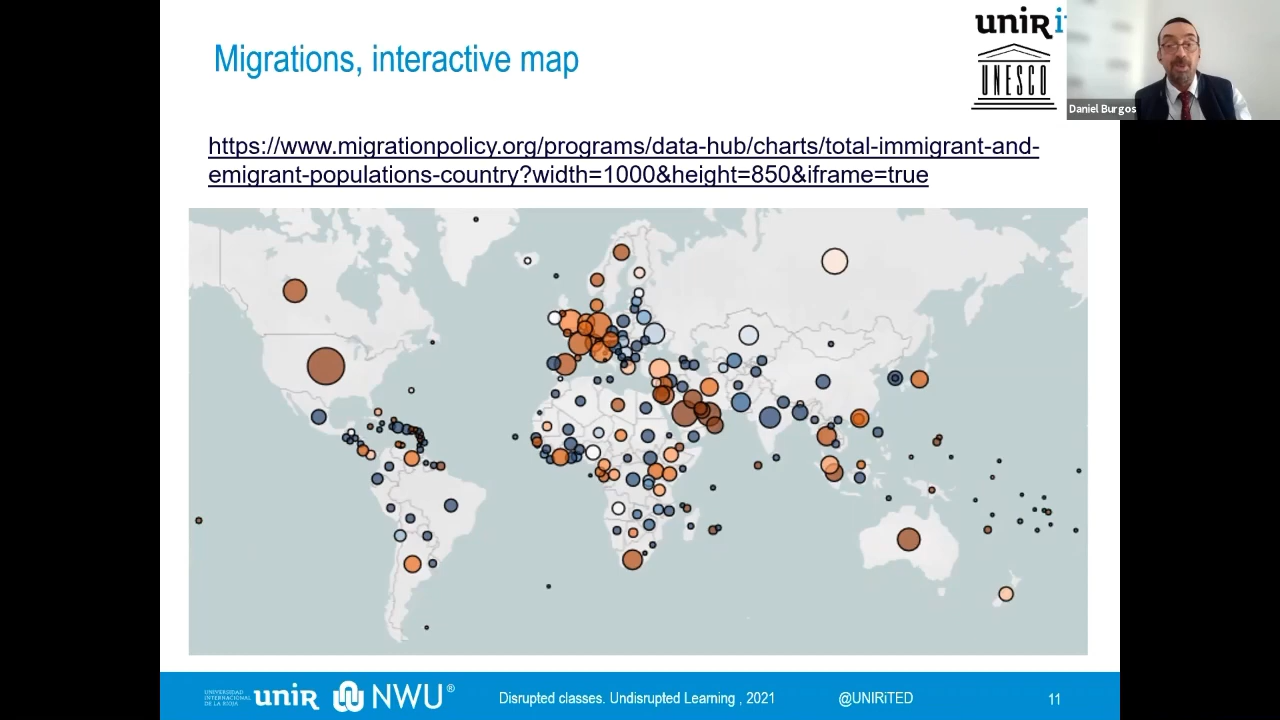 Migrations, interactive map
uniRi
UNESCO
Daniel Burgos
https://www.migrationpolicy.org/programs/data-hub/charts/total-immigrant-and-
emigrant-populations-country?width=1000&height=850&iframe=true
UNIVERSIDAD
INTERNACIONAL
DE LA RIOJA
uniR
NWU®
Disrupted classes. Undisrupted Learning , 2021
@UNIRiTED
11